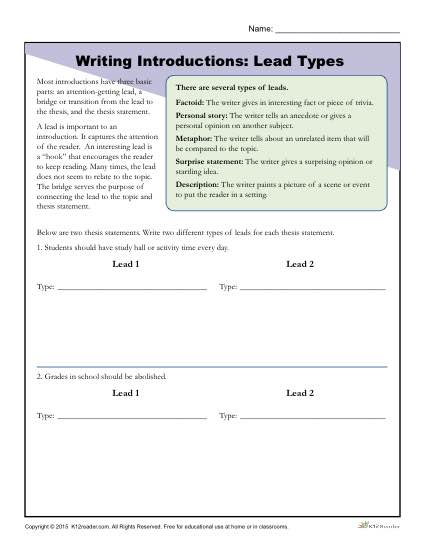 Name:
Writing Introductions: Lead Types
Most introductions have three basic
parts: an attention-getting lead, a
bridge or transition from the lead to
the thesis, and the thesis statement.
A lead is important to an
introduction. It captures the attention
of the reader. An interesting lead is
a “hook” that encourages the reader
to keep reading. Many times, the lead
does not seem to relate to the topic.
The bridge serves the purpose of
connecting the lead to the topic and
thesis statement.
There are several types of leads.
Factoid: The writer gives in interesting fact or piece of trivia.
Personal story: The writer tell an anecdote or gives a
personal opinion on another subject.
Metaphor: The writer tells about an unrelated item that will
be compared to the topic.
Surprise statement: The writer gives a surprising opinion or
startling idea.
Description: The writer paints a picture of a scene or event
to put the reader in a setting.
Below are two thesis statements. Write two different types of leads for each thesis statement.
1. Students should have study hall or activity time every day.
Lead 1 Lead 2
Type: Type:
2. Grades in school should be abolished.
Lead 1 Lead 2
Type: Type:
Copyright © 2015 K12reader.com. All Rights Reserved. Free for educational use at home or in classrooms.
K12Reader